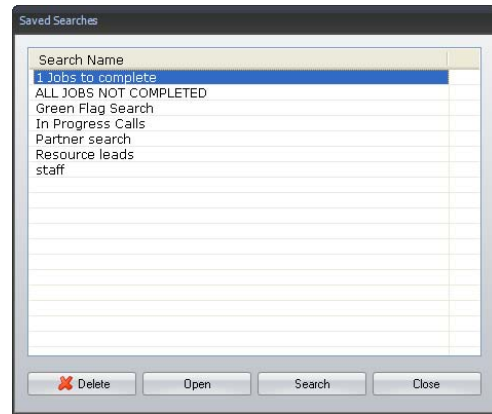 Saved Searches
Search Name
1 Jobs to complete
ALL JOBS NOT COMPLETED
Green Flag Search
In Progress Calls
Partner search
Resource leads
staff
Delete Open Search Close